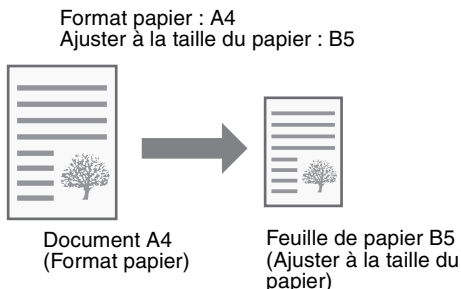 Format papier : A4
Ajuster à la taille du papier : B5
Document A4
(Format papier)
Feuille de papier B5
(Ajuster à la taille du
papier)